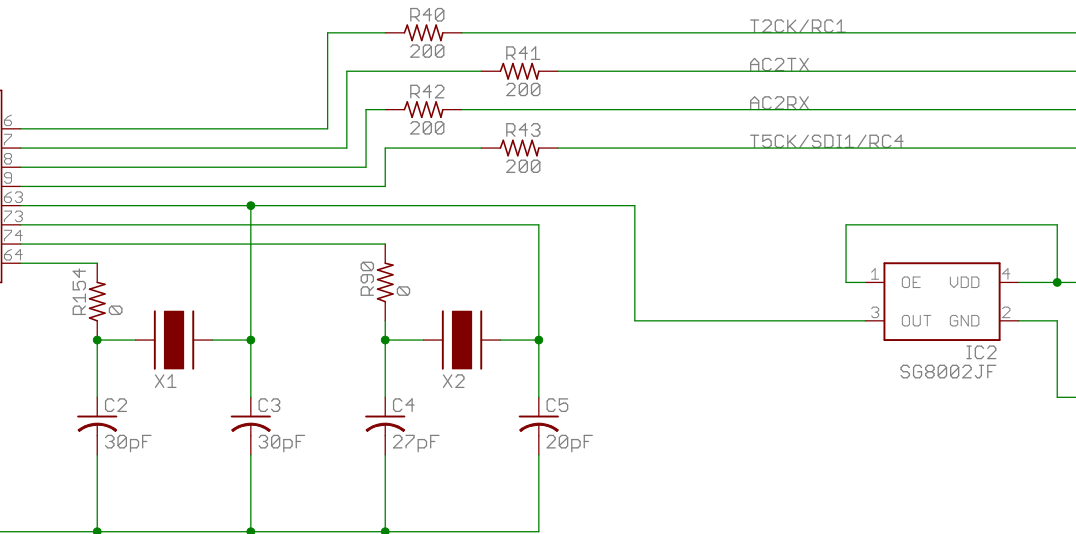 R40
200
T2CK/RC1
R41
200
AC2TX
R42
200
AC2RX
R43
200
T5CK/SDI1/RC4
6
7
8
9
63
73
74
64
R154
0
R90
0
X1
X2
C2
30pF
C3
30pF
C4
27pF
C5
20pF
1 OE VDD 4
3 OUT GND 2
IC2
SG8002JF